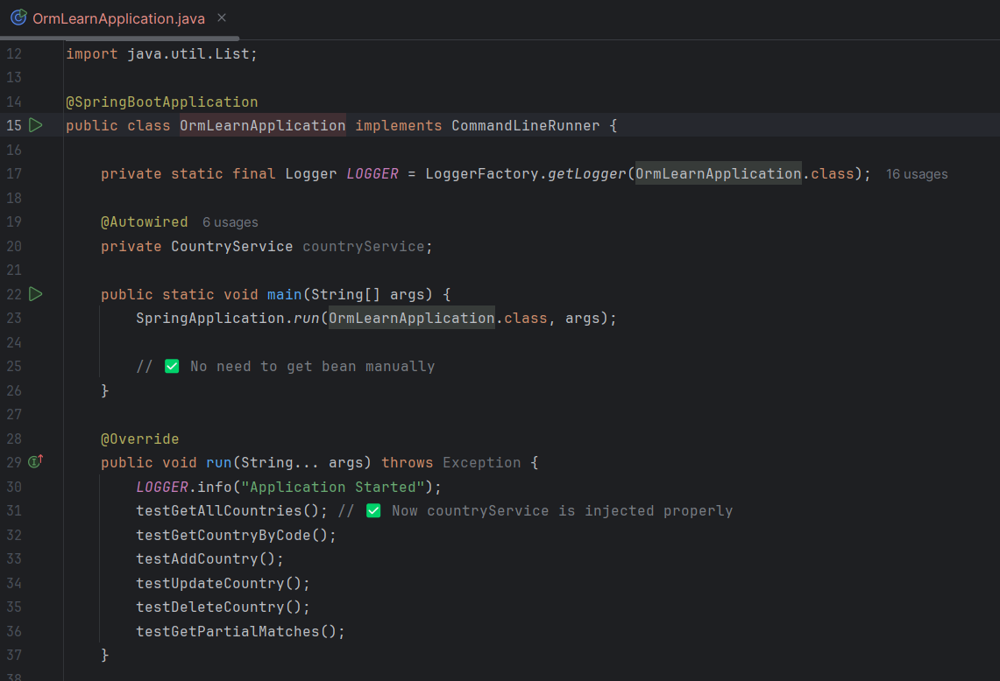 OrmLearnApplication.java ×
12 import java.util.List;
13
14 @SpringBootApplication
15 public class OrmLearnApplication implements CommandLineRunner {
16
17 private static final Logger LOGGER = LoggerFactory.getLogger(OrmLearnApplication.class); 16 usages
18
19 @Autowired 6 usages
20 private CountryService countryService;
21
22 public static void main(String[] args) {
23 SpringApplication.run(OrmLearnApplication.class, args);
24
25 // ✅ No need to get bean manually
26 }
27
28 @Override
29 public void run(String... args) throws Exception {
30 LOGGER.info("Application Started");
31 testGetAllCountries(); // ✅ Now countryService is injected properly
32 testGetCountryByCode();
33 testAddCountry();
34 testUpdateCountry();
35 testDeleteCountry();
36 testGetPartialMatches();
37 }
38